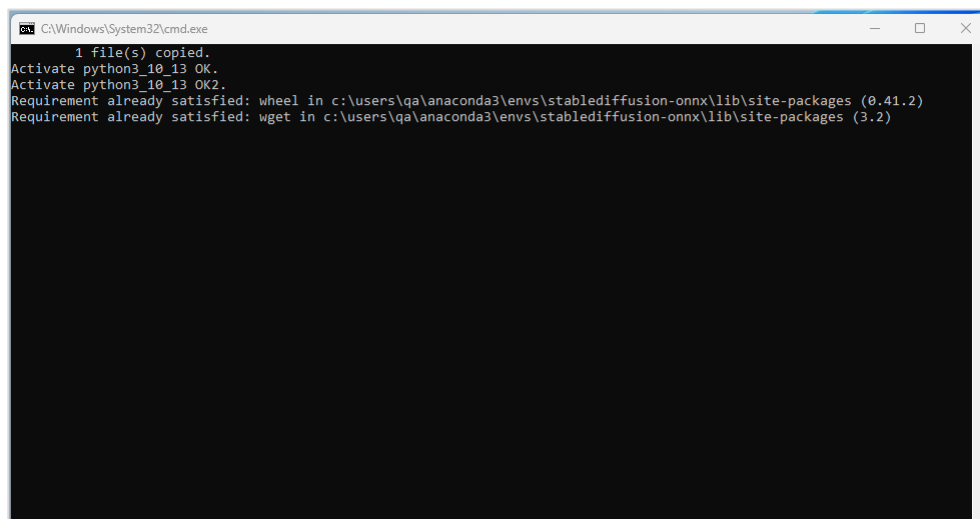 C:\Windows\System32\cmd.exe
1 file(s) copied.
Activate python3_10_13 OK.
Activate python3_10_13 OK2.
Requirement already satisfied: wheel in c:\users\qa\anaconda3\envs\stablediffusion-onnx\lib\site-packages (0.41.2)
Requirement already satisfied: wget in c:\users\qa\anaconda3\envs\stablediffusion-onnx\lib\site-packages (3.2)